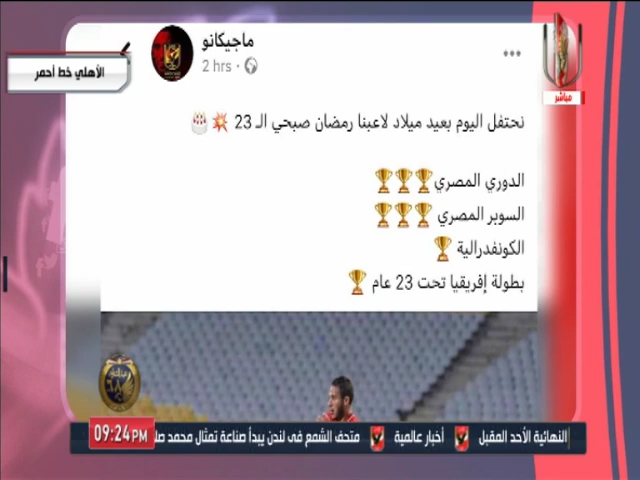 الأهلي خط أحمر
ماجيكانو
2 hrs ·
مباشر
نحتفل اليوم بعيد ميلاد لاعبنا رمضان صبحي الـ 23 💥🎂
الدوري المصري🏆🏆🏆
السوبر المصري 🏆🏆🏆
الكونفدرالية 🏆
بطولة إفريقيا تحت 23 عام 🏆
النهائية الأحد المقبل أخبار عالمية متحف الشمع فى لندن يبدأ صناعة تمثال محمد صلا
09:24 PM